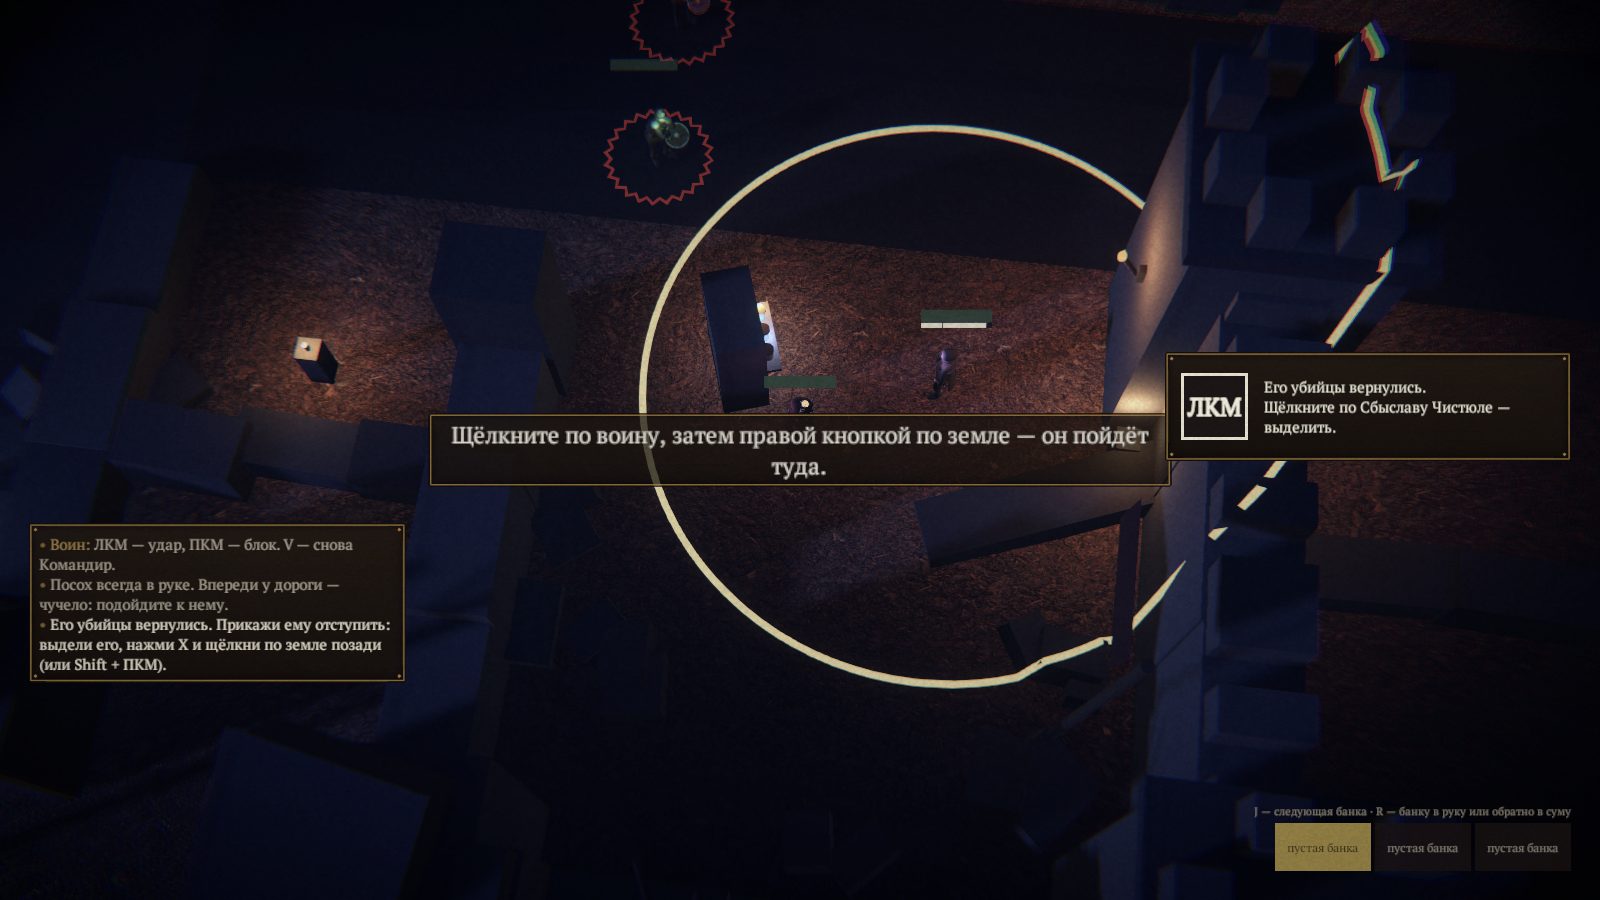 Щёлкните по воину, затем правой кнопкой по земле — он пойдёт
туда.
ЛКМ
Его убийцы вернулись.
Щёлкните по Сбыславу Чистюле —
выделить.
• Воин: ЛКМ — удар, ПКМ — блок. V — снова
Командир.
• Посох всегда в руке. Впереди у дороги —
чучело: подойдите к нему.
• Его убийцы вернулись. Прикажи ему отступить:
выдели его, нажми X и щёлкни по земле позади
(или Shift + ПКМ).
J — следующая банка · R — банку в руку или обратно в суму
пустая банка
пустая банка
пустая банка